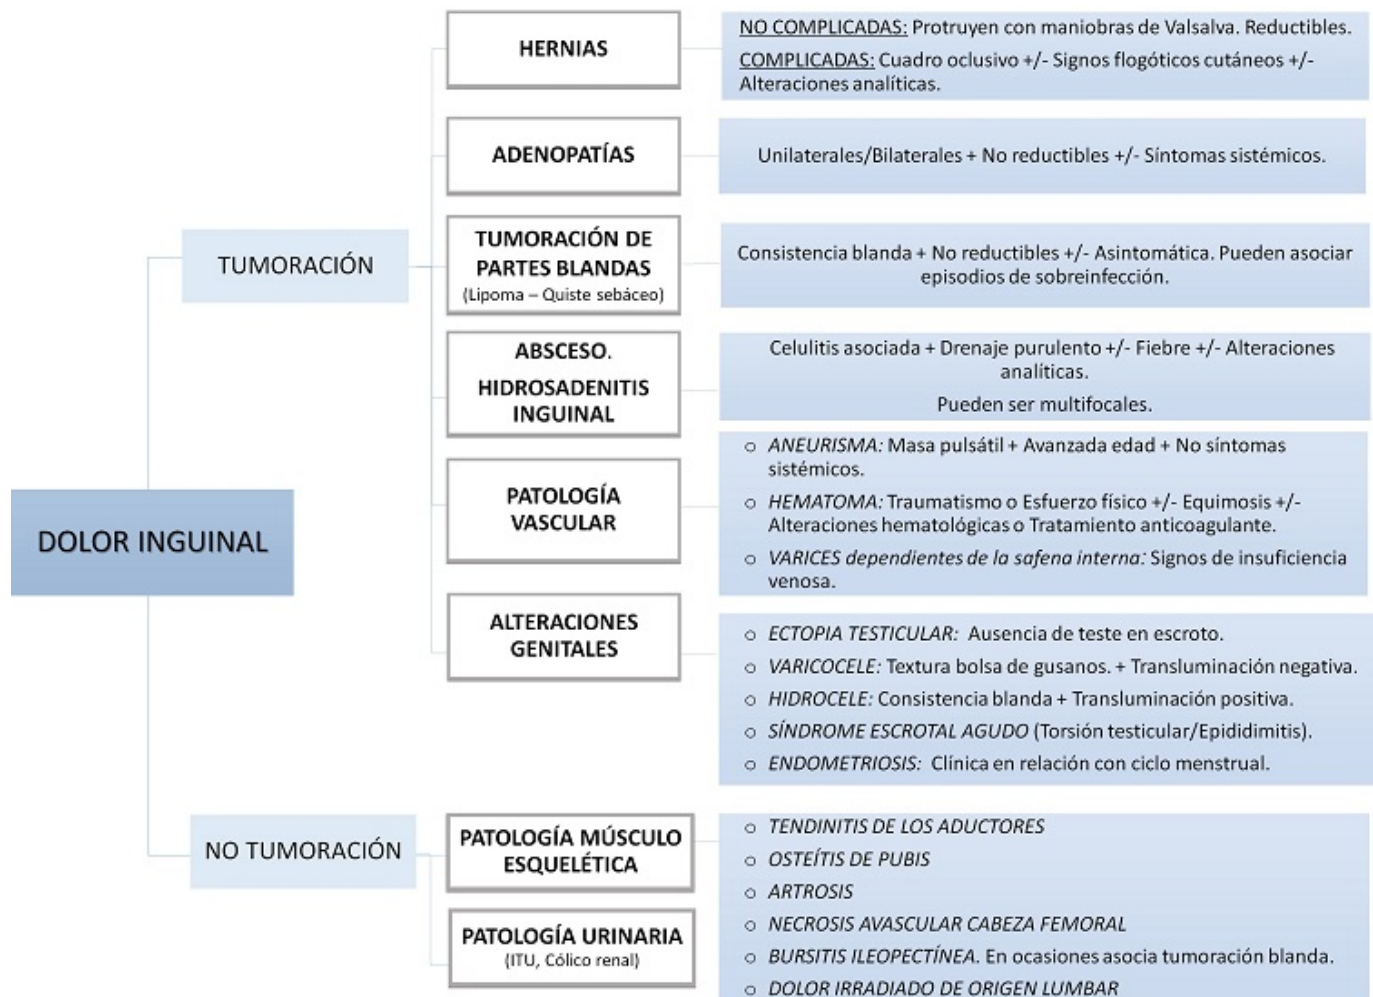 DOLOR INGUINAL
TUMORACIÓN
HERNIAS
NO COMPLICADAS: Protruyen con maniobras de Valsalva. Reductibles.
COMPLICADAS: Cuadro oclusivo +/- Signos flogóticos cutáneos +/-
Alteraciones analíticas.
ADENOPATÍAS
Unilaterales/Bilaterales + No reductibles +/- Síntomas sistémicos.
TUMORACIÓN DE
PARTES BLANDAS
(Lipoma – Quiste sebáceo)
Consistencia blanda + No reductibles +/- Asintomática. Pueden asociar
episodios de sobreinfección.
ABSCESO.
HIDROSADENITIS
INGUINAL
Celulitis asociada + Drenaje purulento +/- Fiebre +/- Alteraciones
analíticas.
Pueden ser multifocales.
PATOLOGÍA
VASCULAR
o ANEURISMA: Masa pulsátil + Avanzada edad + No síntomas
sistémicos.
o HEMATOMA: Traumatismo o Esfuerzo físico +/- Equimosis +/-
Alteraciones hematológicas o Tratamiento anticoagulante.
o VARICES dependientes de la safena interna: Signos de insuficiencia
venosa.
ALTERACIONES
GENITALES
o ECTOPIA TESTICULAR: Ausencia de teste en escroto.
o VARICOCELE: Textura bolsa de gusanos. + Transluminación negativa.
o HIDROCELE: Consistencia blanda + Transluminación positiva.
o SÍNDROME ESCROTAL AGUDO (Torsión testicular/Epididimitis).
o ENDOMETRIOSIS: Clínica en relación con ciclo menstrual.
NO TUMORACIÓN
PATOLOGÍA MÚSCULO
ESQUELÉTICA
o TENDINITIS DE LOS ADUCTORES
o OSTEÍTIS DE PUBIS
o ARTROSIS
o NECROSIS AVASCULAR CABEZA FEMORAL
o BURSITIS ILEOPECTÍNEA. En ocasiones asocia tumoración blanda.
o DOLOR IRRADIADO DE ORIGEN LUMBAR
PATOLOGÍA URINARIA
(ITU, Cólico renal)